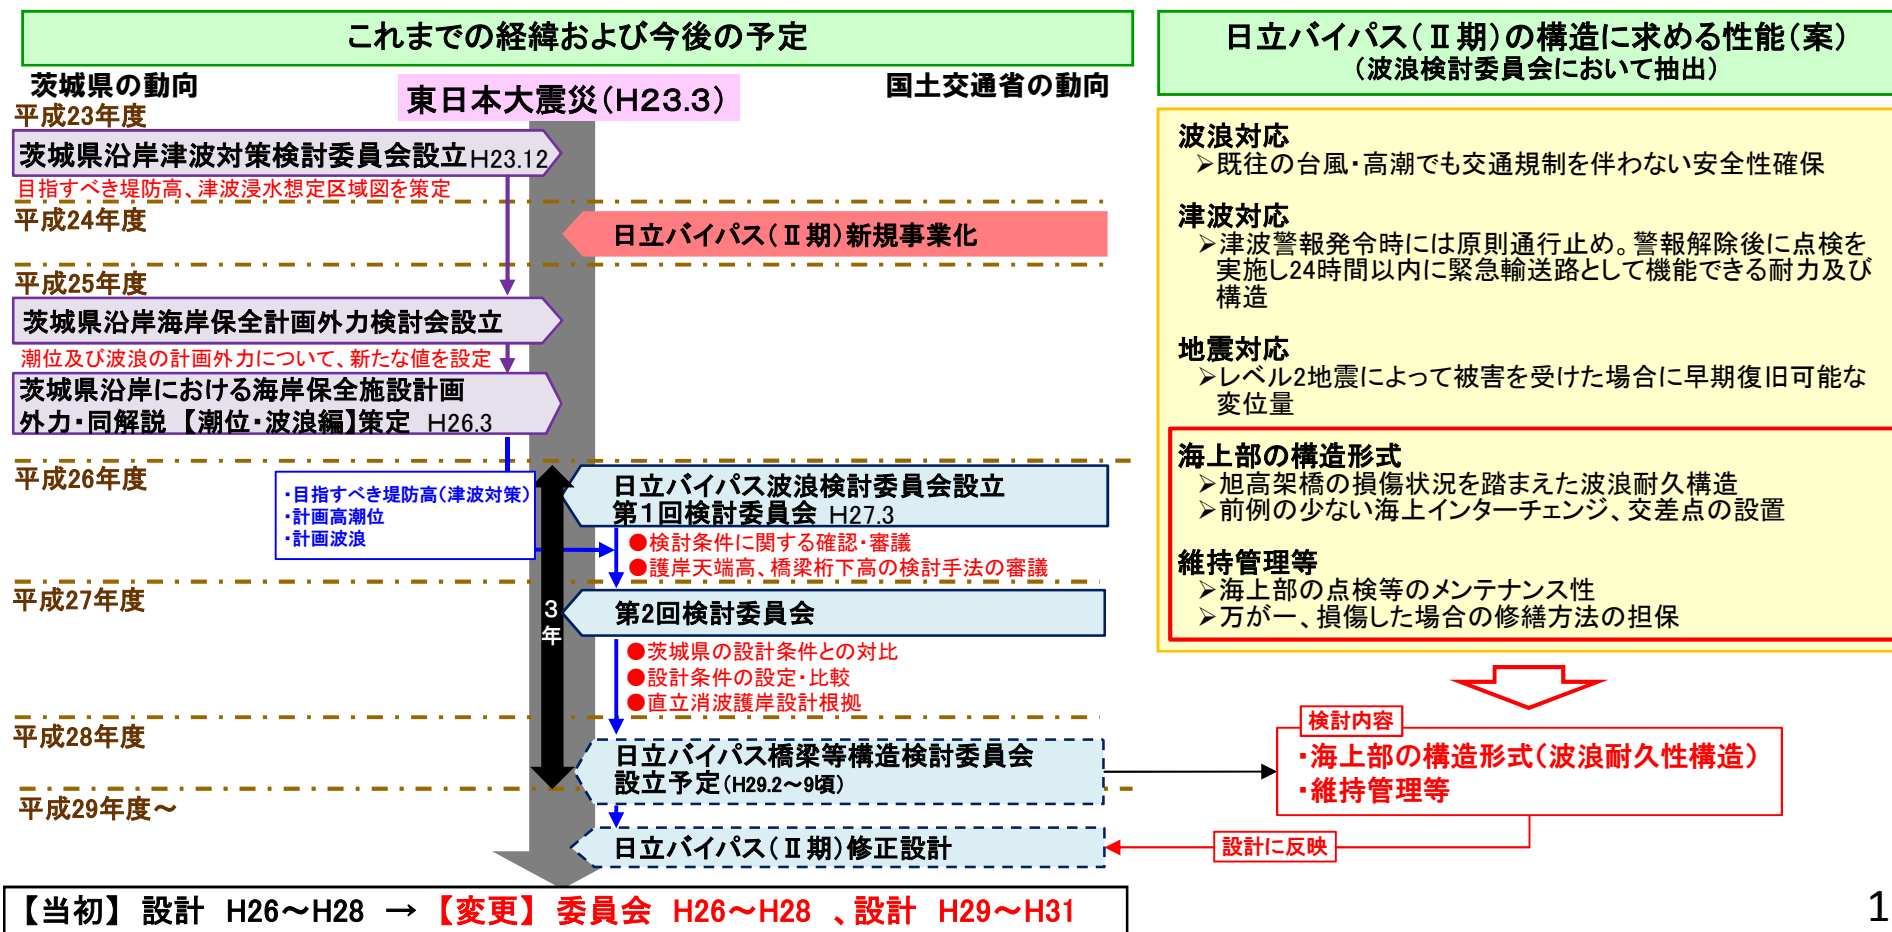 これまでの経緯および今後の予定
茨城県の動向
東日本大震災(H23.3)
国土交通省の動向
平成23年度
茨城県沿岸津波対策検討委員会設立 H23.12
目指すべき堤防高、津波浸水想定区域図を策定
平成24年度
日立バイパス(Ⅱ期)新規事業化
平成25年度
茨城県沿岸海岸保全計画外力検討会設立
潮位及び波浪の計画外力について、新たな値を設定
茨城県沿岸における海岸保全施設計画
外力・同解説 【潮位・波浪編】策定 H26.3
平成26年度
・目指すべき堤防高(津波対策)
・計画高潮位
・計画波浪
日立バイパス波浪検討委員会設立
第1回検討委員会 H27.3
●検討条件に関する確認・審議
●護岸天端高、橋梁桁下高の検討手法の審議
平成27年度
3
年
第2回検討委員会
●茨城県の設計条件との対比
●設計条件の設定・比較
●直立消波護岸設計根拠
平成28年度
日立バイパス橋梁等構造検討委員会
設立予定(H29.2~9頃)
平成29年度~
日立バイパス(Ⅱ期)修正設計
【当初】 設計 H26~H28 → 【変更】 委員会 H26~H28 、設計 H29~H31
日立バイパス(Ⅱ期)の構造に求める性能(案)
(波浪検討委員会において抽出)
波浪対応
➢既往の台風・高潮でも交通規制を伴わない安全性確保
津波対応
➢津波警報発令時には原則通行止め。警報解除後に点検を
実施し24時間以内に緊急輸送路として機能できる耐力及び
構造
地震対応
➢レベル2地震によって被害を受けた場合に早期復旧可能な
変位量
海上部の構造形式
➢旭高架橋の損傷状況を踏まえた波浪耐久構造
➢前例の少ない海上インターチェンジ、交差点の設置
維持管理等
➢海上部の点検等のメンテナンス性
➢万が一、損傷した場合の修繕方法の担保
検討内容
・海上部の構造形式(波浪耐久性構造)
・維持管理等
設計に反映
1